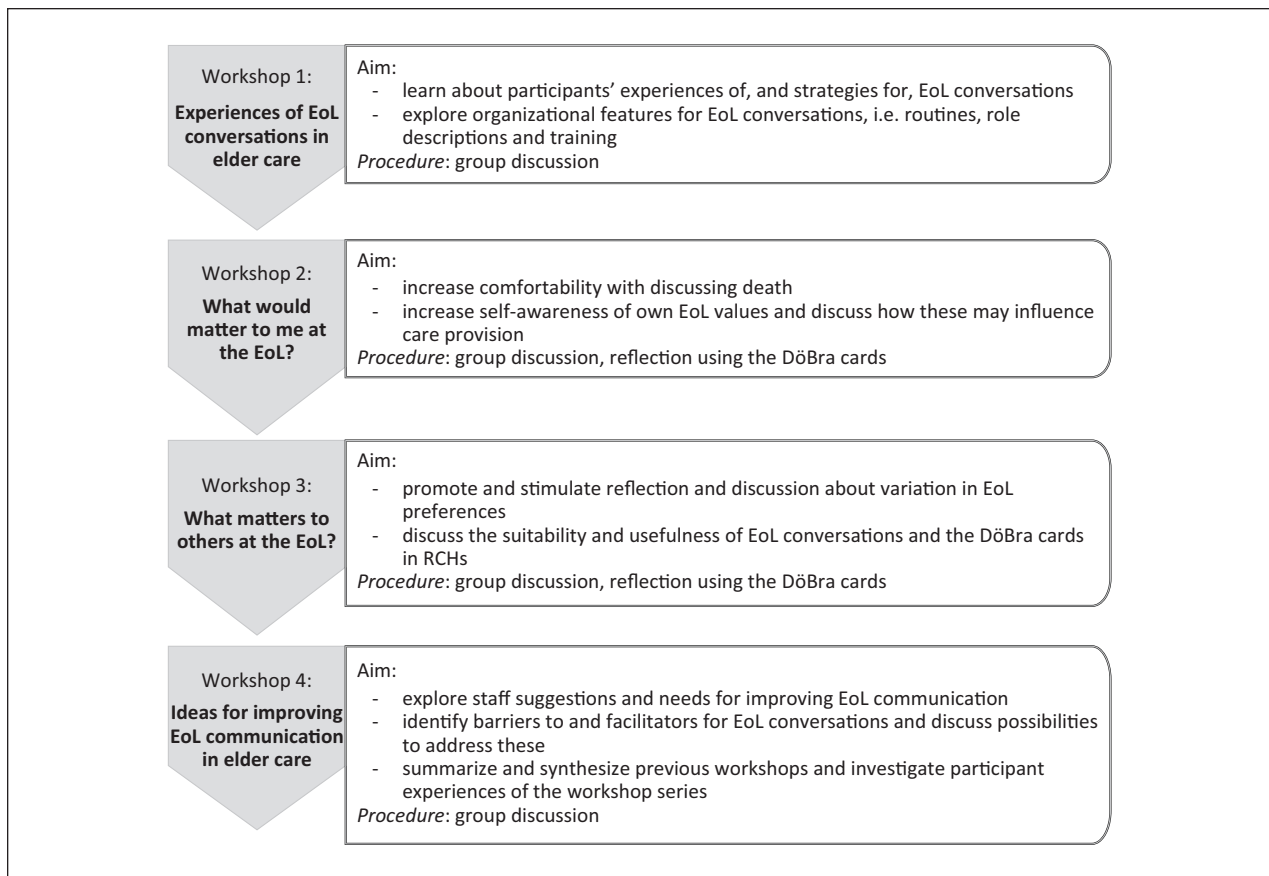 Workshop 1:
Experiences of EoL
conversations in
elder care
Aim:
- learn about participants’ experiences of, and strategies for, EoL conversations
- explore organizational features for EoL conversations, i.e. routines, role
descriptions and training
Procedure: group discussion
Workshop 2:
What would
matter to me at
the EoL?
Aim:
- increase comfortability with discussing death
- increase self-awareness of own EoL values and discuss how these may influence
care provision
Procedure: group discussion, reflection using the DöBra cards
Workshop 3:
What matters to
others at the EoL?
Aim:
- promote and stimulate reflection and discussion about variation in EoL
preferences
- discuss the suitability and usefulness of EoL conversations and the DöBra cards
in RCHs
Procedure: group discussion, reflection using the DöBra cards
Workshop 4:
Ideas for improving
EoL communication
in elder care
Aim:
- explore staff suggestions and needs for improving EoL communication
- identify barriers to and facilitators for EoL conversations and discuss possibilities
to address these
- summarize and synthesize previous workshops and investigate participant
experiences of the workshop series
Procedure: group discussion